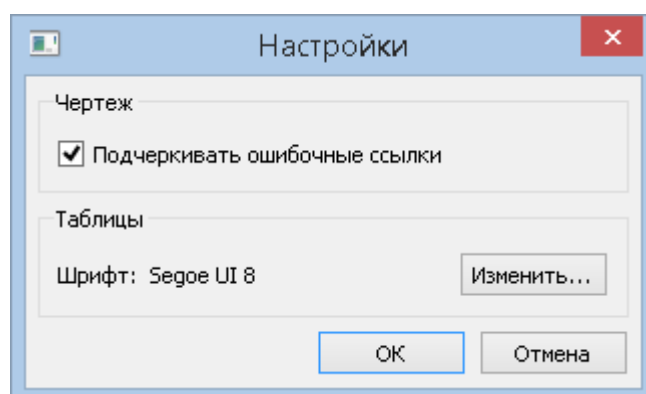 Настройки
Чертеж
Подчеркивать ошибочные ссылки
Таблицы
Шрифт: Segoe UI 8 Изменить...
ОК Отмена